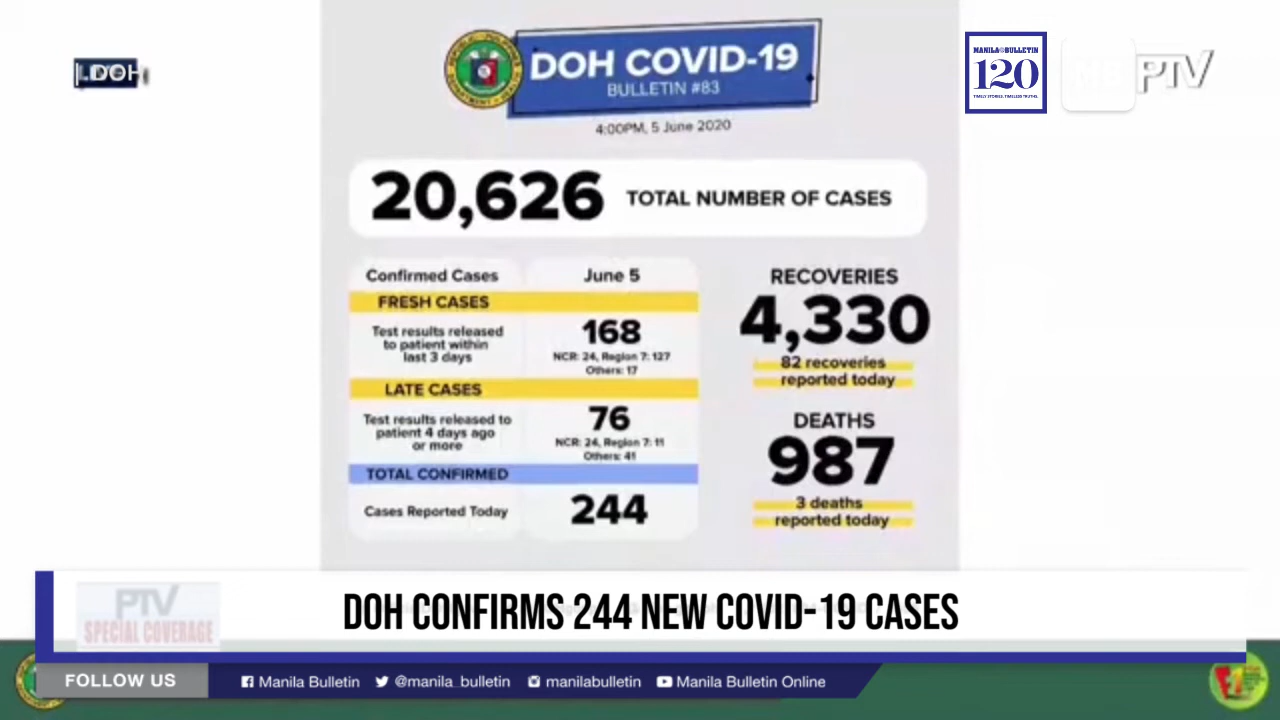 DOH
DOH COVID-19
BULLETIN #83
4:00PM, 5 June 2020
MANILA BULLETIN
120
TIMELY STORIES. TIMELESS TRUTHS.
MB
PTV
20,626 TOTAL NUMBER OF CASES
Confirmed Cases June 5
FRESH CASES
Test results released
to patient within
last 3 days
168
NCR: 24, Region 7: 127
Others: 17
LATE CASES
Test results released to
patient 4 days ago
or more
76
NCR: 24, Region 7: 11
Others: 41
TOTAL CONFIRMED
Cases Reported Today 244
RECOVERIES
4,330
82 recoveries
reported today
DEATHS
987
3 deaths
reported today
PTV
SPECIAL COVERAGE
DOH CONFIRMS 244 NEW COVID-19 CASES
FOLLOW US
Manila Bulletin @manila_bulletin manilabulletin Manila Bulletin Online